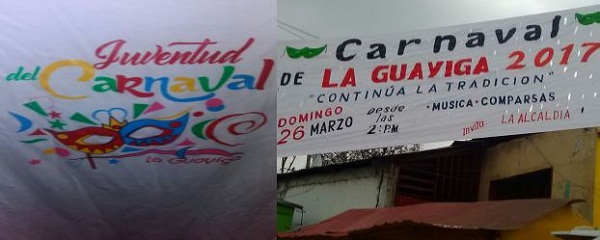 Juventud
del Carnaval
La Guayiga
Carnaval
DE LA GUAYIGA 2017
"CONTINÚA LA TRADICION"
DOMINGO
26 MARZO
Desde
las
2:P.M
·MUSICA·COMPARSAS
Invita: LA ALCALDIA